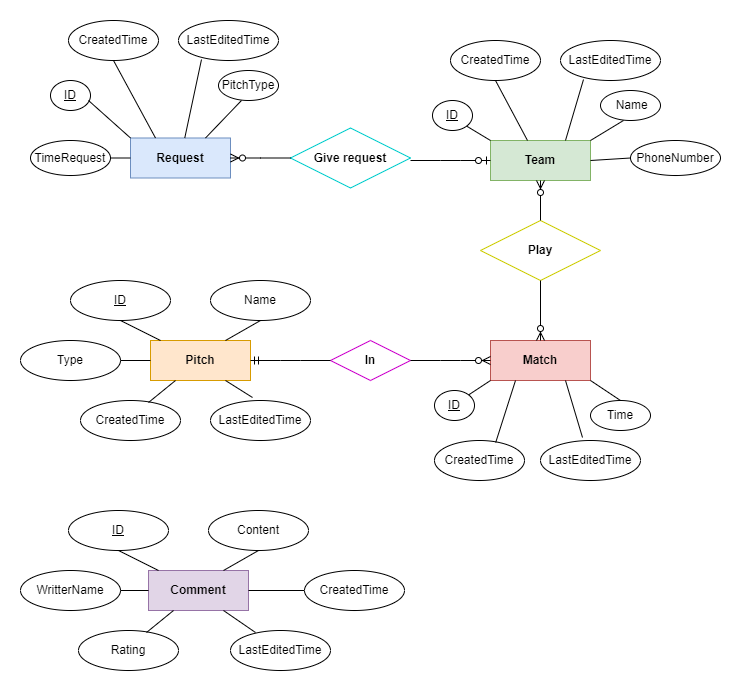 CreatedTime
LastEditedTime
ID
PitchType
TimeRequest
Request
Give request
CreatedTime
LastEditedTime
ID
Name
Team
PhoneNumber
Play
ID
Name
Type
Pitch
In
Match
CreatedTime
LastEditedTime
ID
Time
CreatedTime
LastEditedTime
ID
Content
WritterName
Comment
CreatedTime
Rating
LastEditedTime